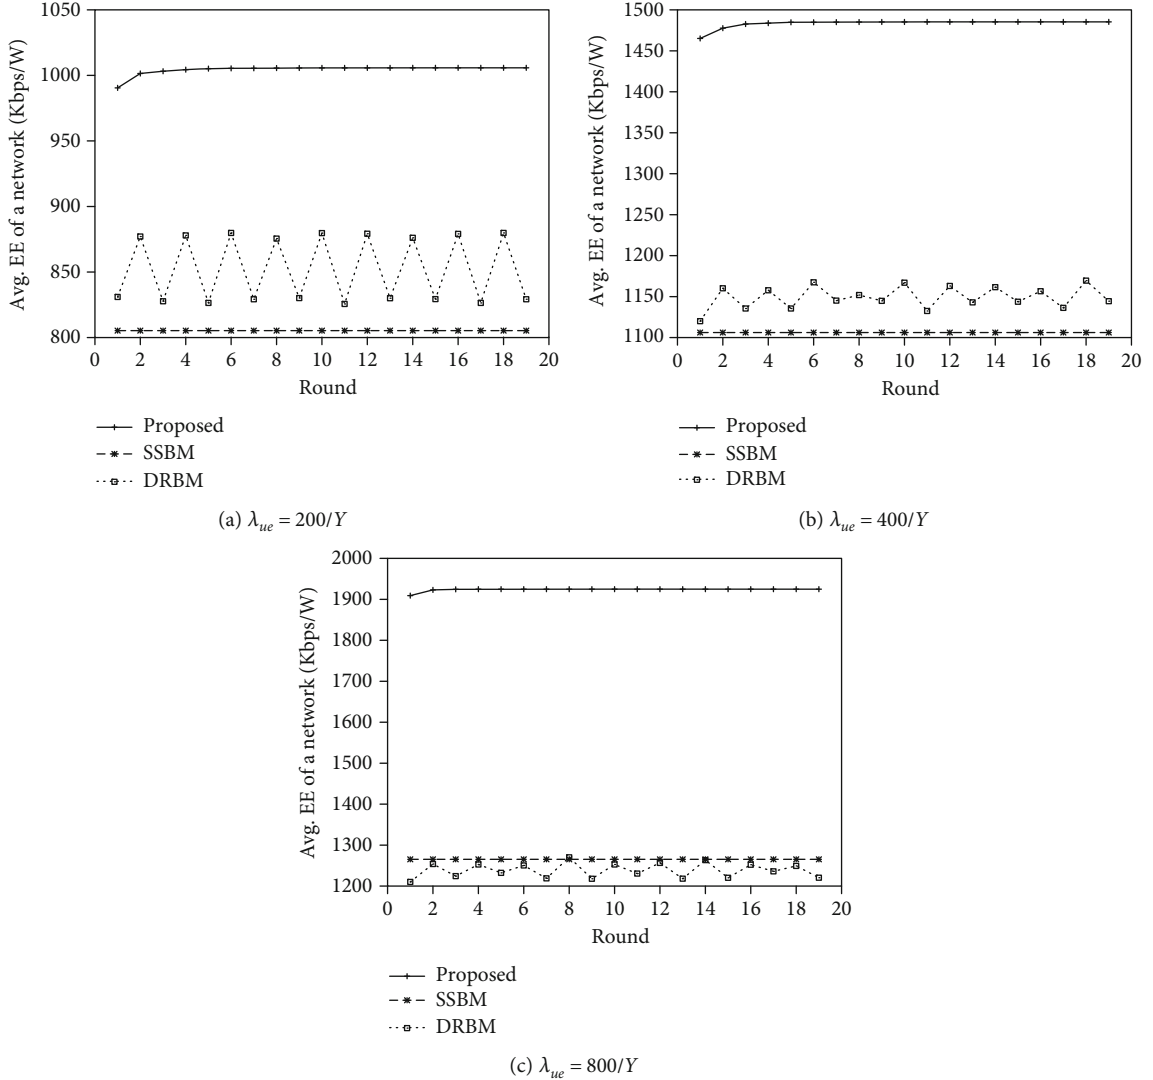 Avg. EE of a network (Kbps/W)
1050
1000
950
900
850
800
0 2 4 6 8 10 12 14 16 18 20
Round
Proposed
SSBM
DRBM
(a) λue = 200/Y
Avg. EE of a network (Kbps/W)
1500
1450
1400
1350
1300
1250
1200
1150
1100
0 2 4 6 8 10 12 14 16 18 20
Round
Proposed
SSBM
DRBM
(b) λue = 400/Y
Avg. EE of a network (Kbps/W)
2000
1900
1800
1700
1600
1500
1400
1300
1200
0 2 4 6 8 10 12 14 16 18 20
Round
Proposed
SSBM
DRBM
(c) λue = 800/Y